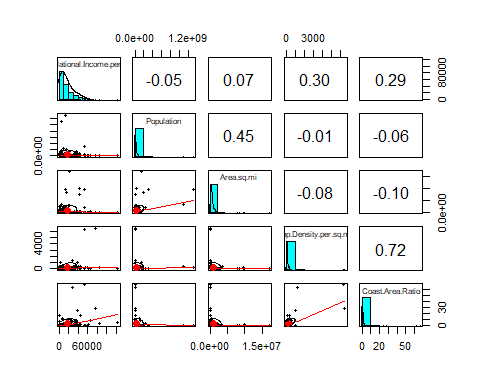 0.0e+00 1.2e+09 0 3000
ational.Income.per
-0.05 0.07 0.30 0.29
0 80000
0.0e+00
Population
0.45 -0.01 -0.06
Area.sq.mi
-0.08 -0.10
0.0e+00
0 4000
p.Density.per.sq.m
0.72
Coast.Area.Ratio
0 30
0 60000 0.0e+00 1.5e+07 0 20 50